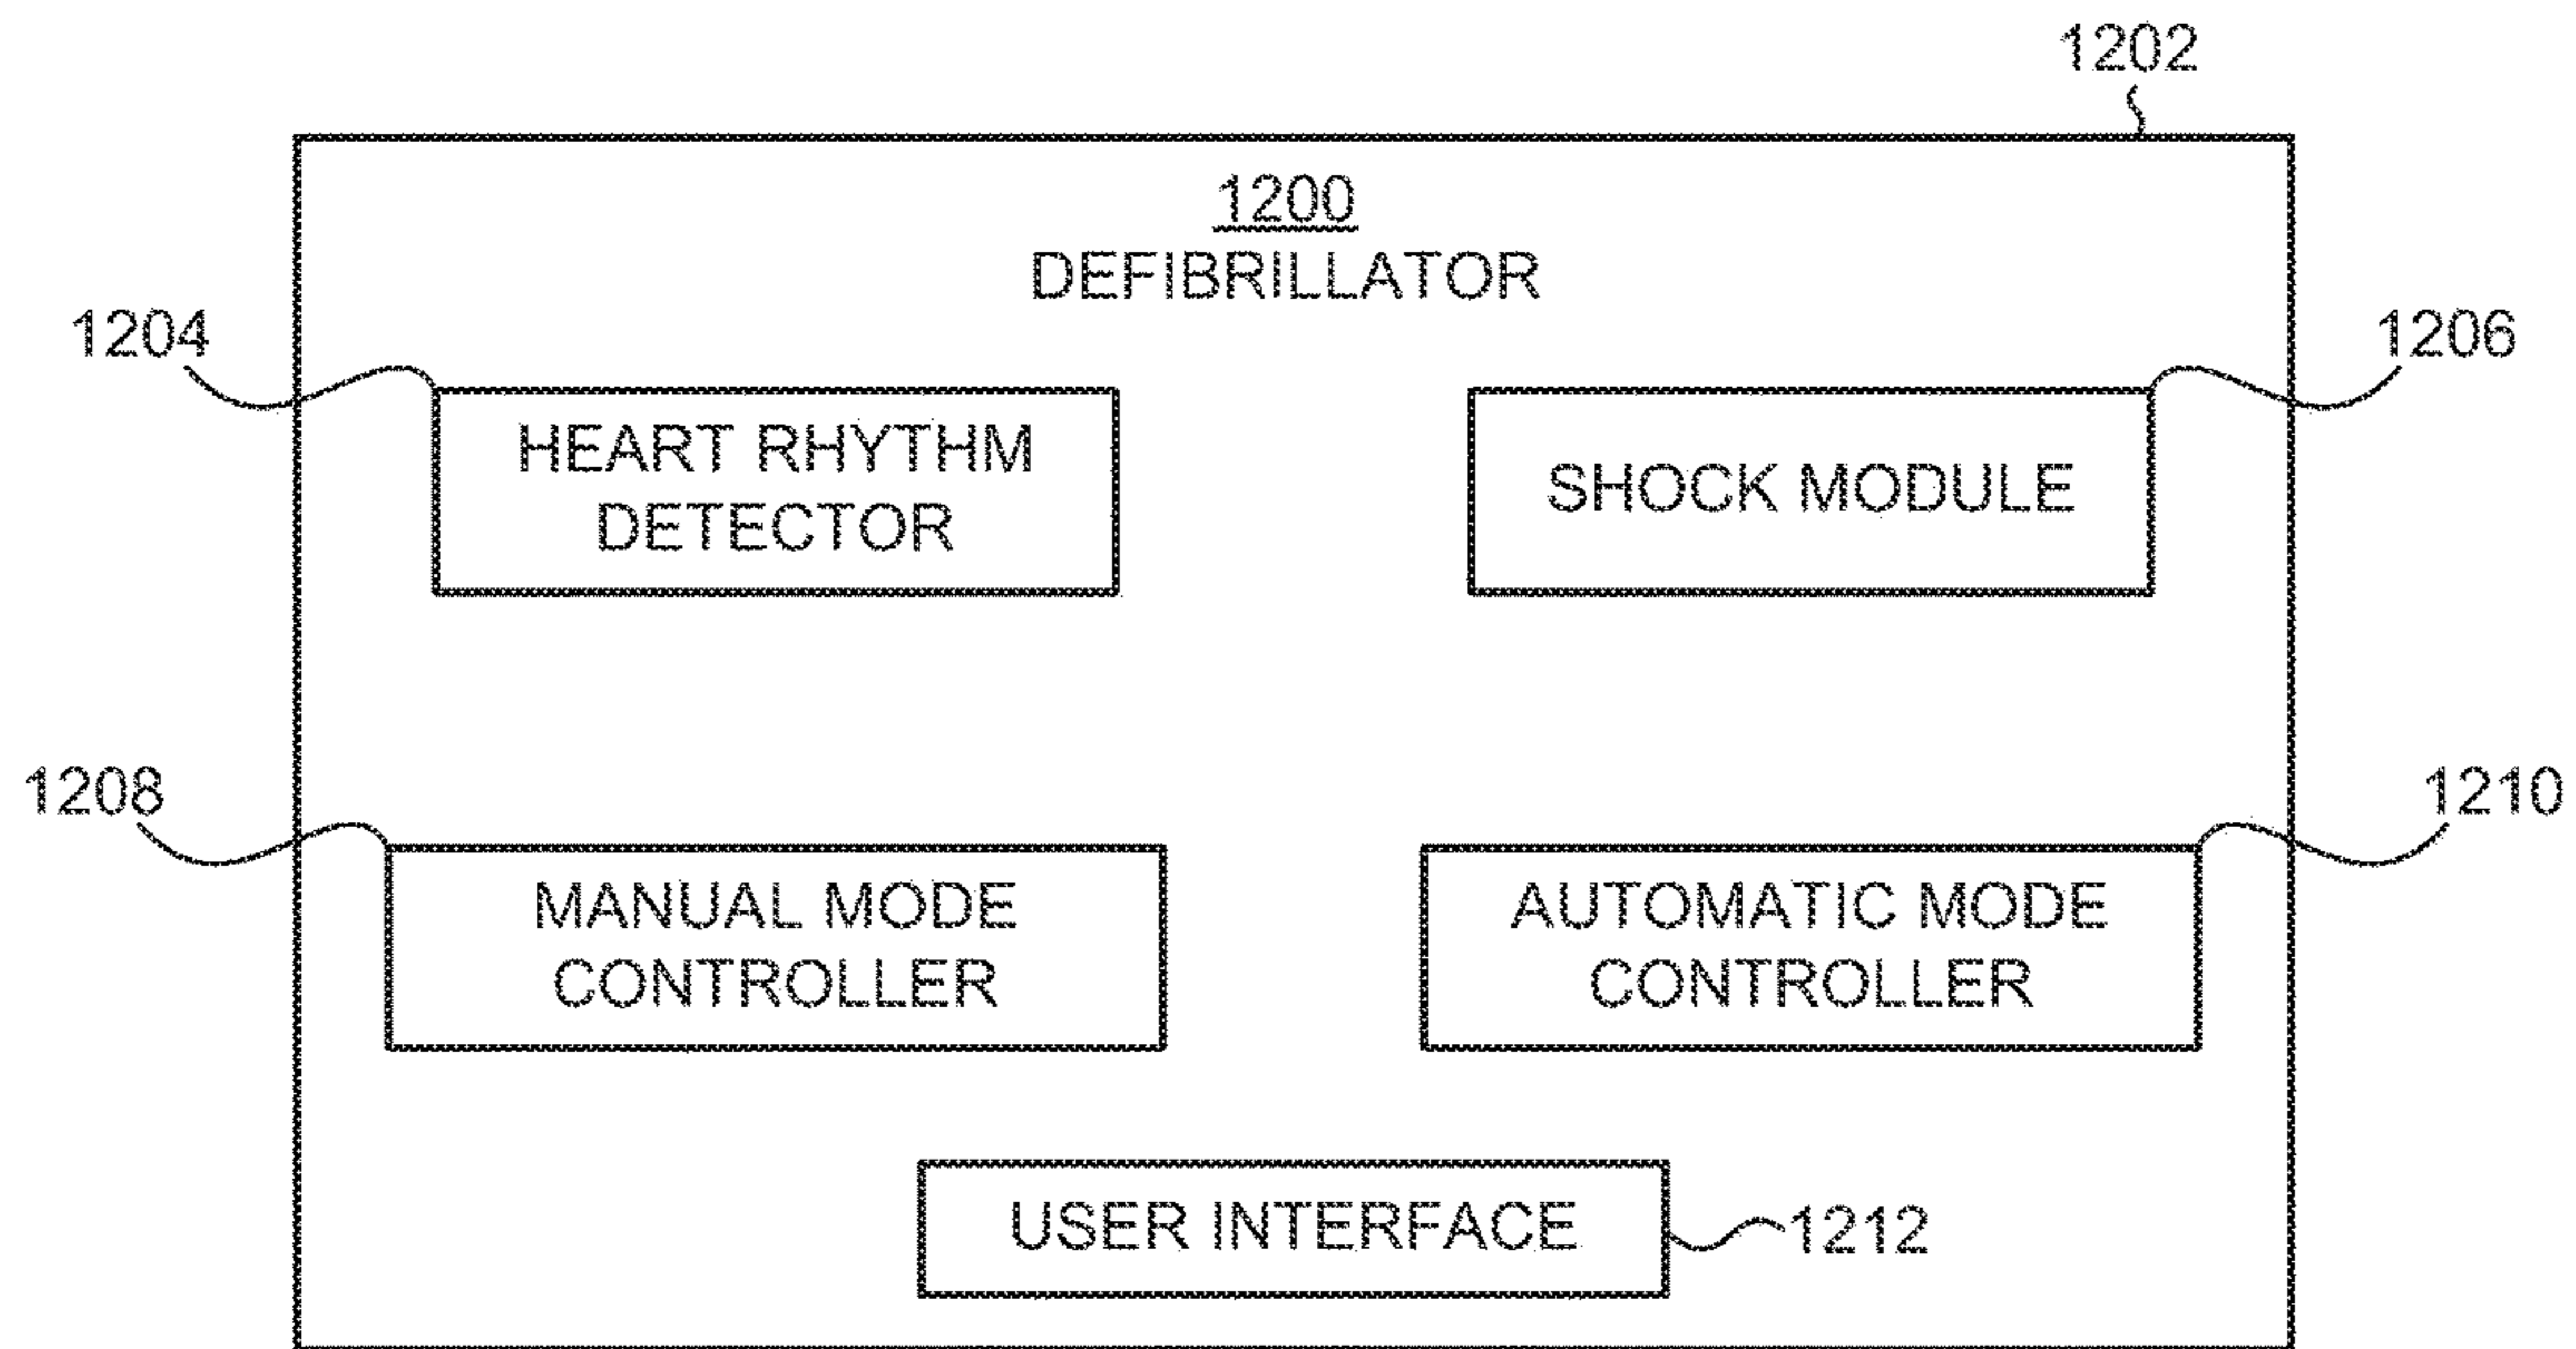 1202
1200
DEFIBRILLATOR
1204
1206
HEART RHYTHM
DETECTOR
SHOCK MODULE
1208
1210
MANUAL MODE
CONTROLLER
AUTOMATIC MODE
CONTROLLER
USER INTERFACE
1212